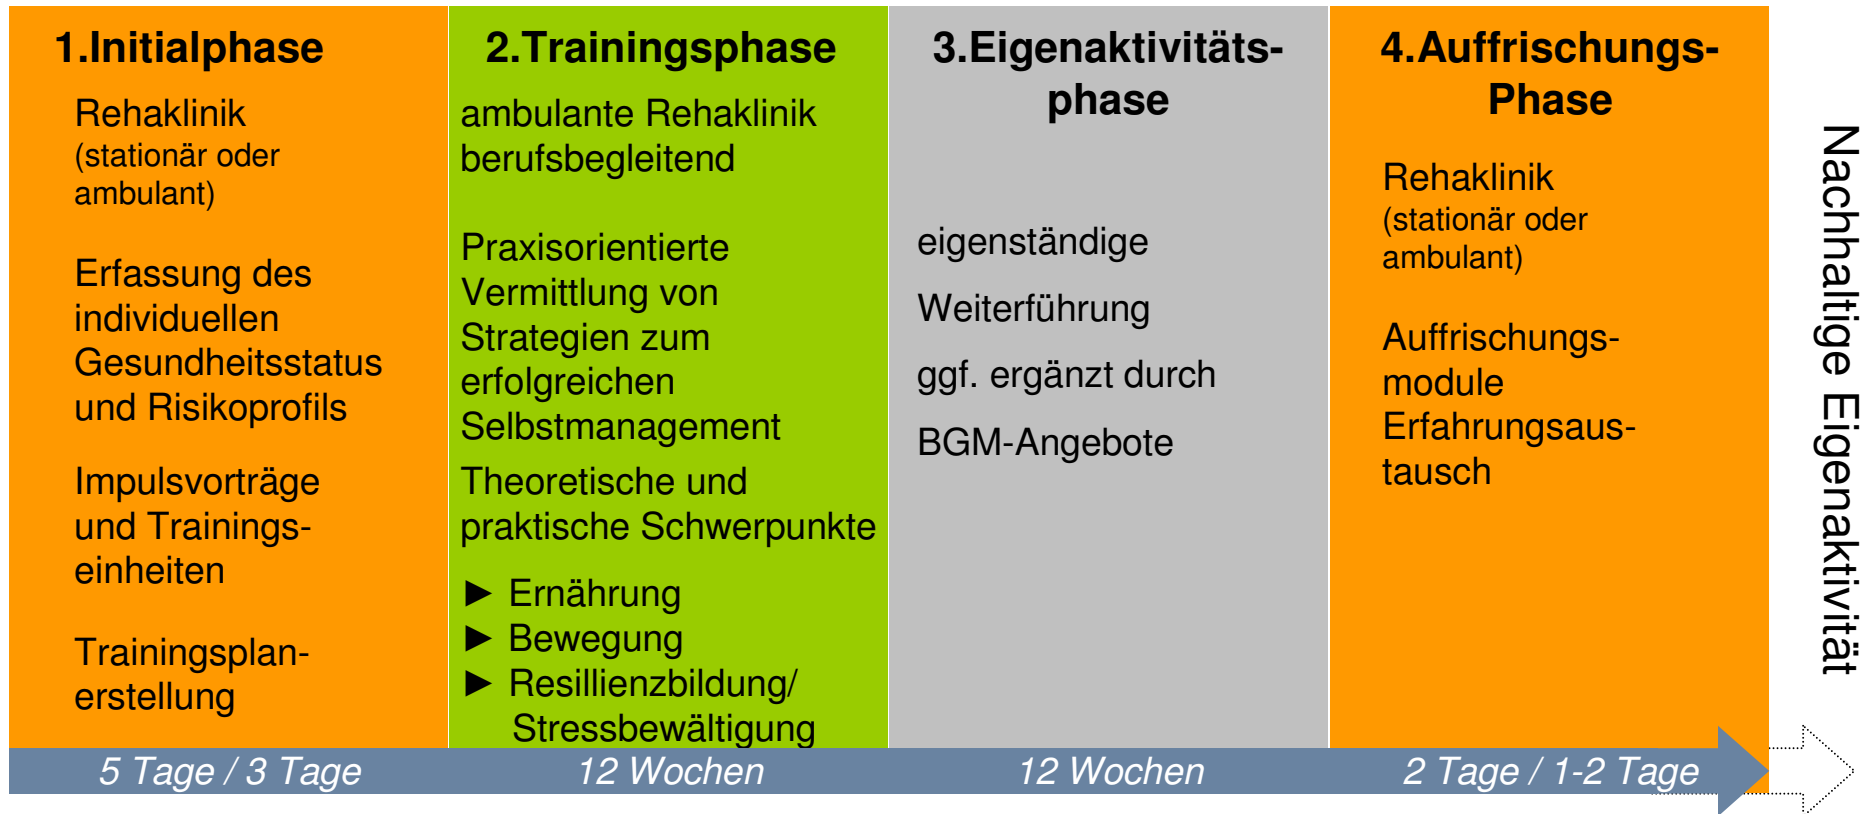 1.Initialphase
Rehaklinik
(stationär oder
ambulant)
Erfassung des
individuellen
Gesundheitsstatus
und Risikoprofils
Impulsvorträge
und Trainings-
einheiten
Trainingsplan-
erstellung
5 Tage / 3 Tage
2.Trainingsphase
ambulante Rehaklinik
berufsbegleitend
Praxisorientierte
Vermittlung von
Strategien zum
erfolgreichen
Selbstmanagement
Theoretische und
praktische Schwerpunkte
► Ernährung
► Bewegung
► Resillienzbildung/
Stressbewältigung
12 Wochen
3.Eigenaktivitäts-
phase
eigenständige
Weiterführung
ggf. ergänzt durch
BGM-Angebote
12 Wochen
4.Auffrischungs-
Phase
Rehaklinik
(stationär oder
ambulant)
Auffrischungs-
module
Erfahrungsaus-
tausch
2 Tage / 1-2 Tage
Nachhaltige Eigenaktivität